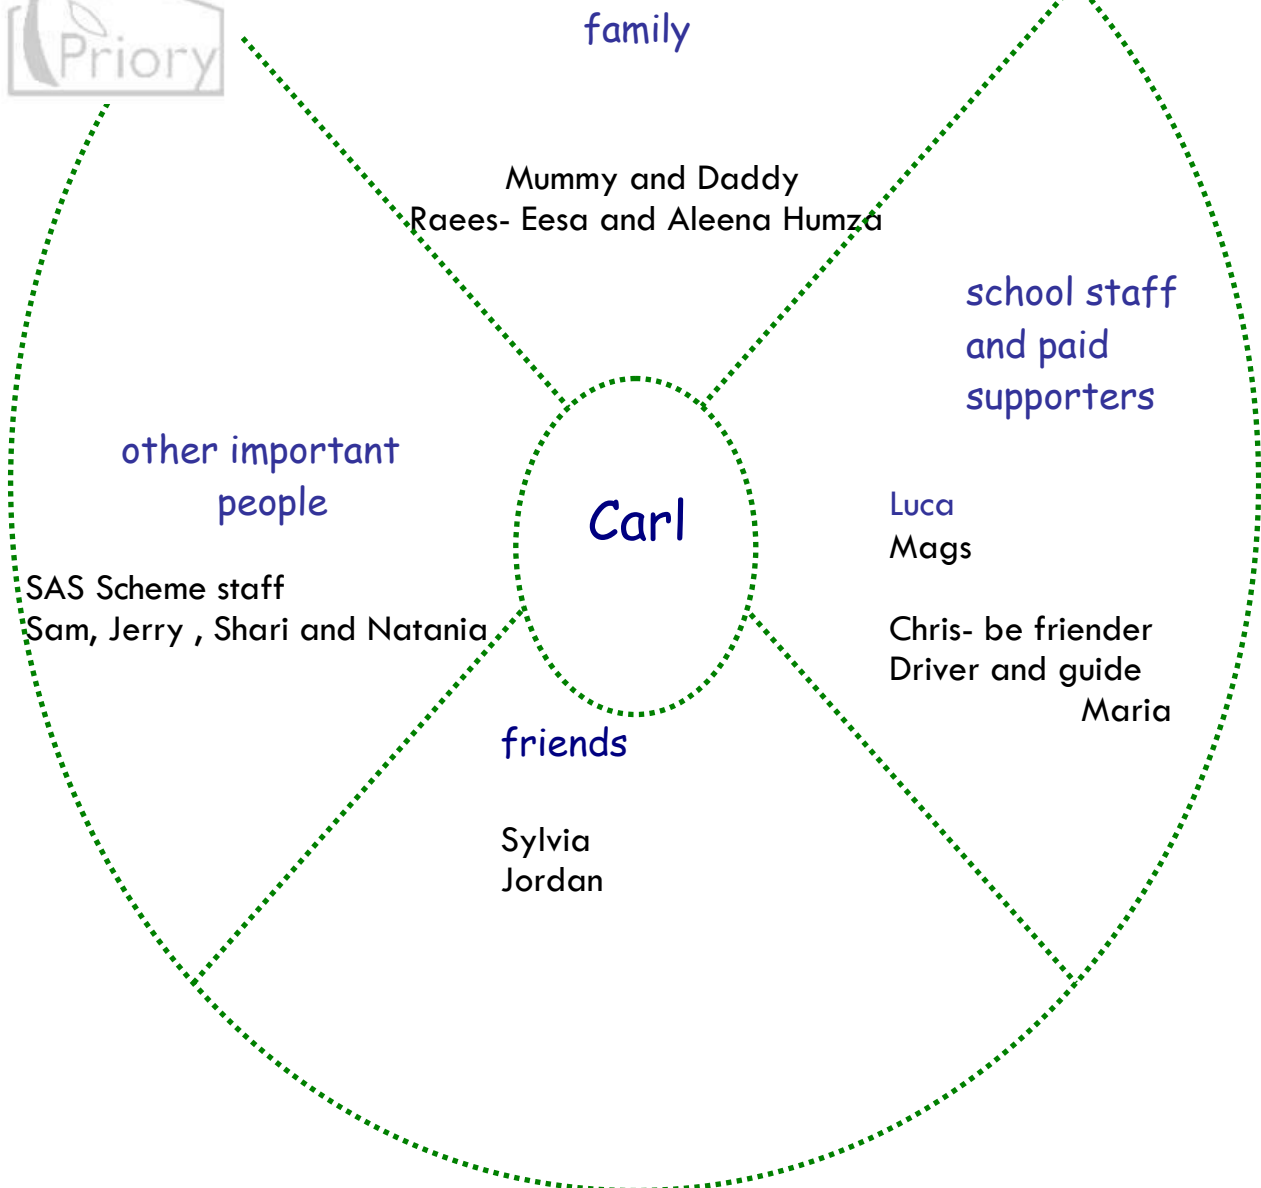 Priory
family
Mummy and Daddy
Raees- Eesa and Aleena Humza
school staff
and paid
supporters
other important
people
Carl
Luca
Mags
SAS Scheme staff
Sam, Jerry , Shari and Natania
Chris- be friender
Driver and guide
Maria
friends
Sylvia
Jordan